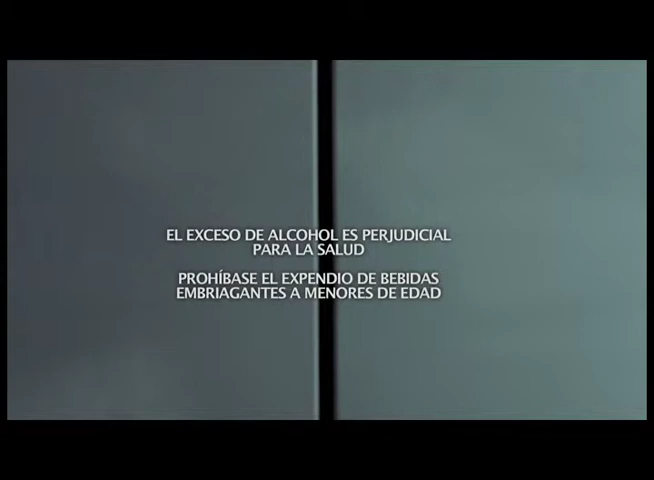 EL EXCESO DE ALCOHOL ES PERJUDICIAL
PARA LA SALUD
PROHÍBASE EL EXPENDIO DE BEBIDAS
EMBRIAGANTES A MENORES DE EDAD